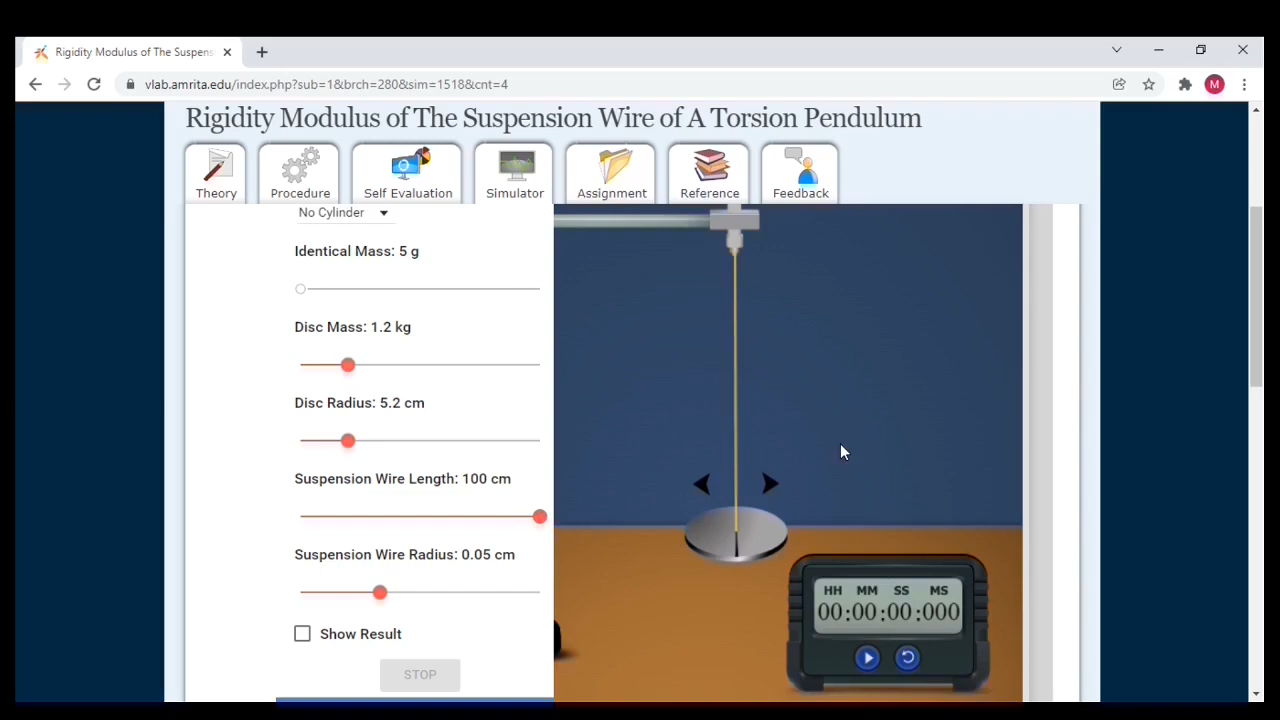 Rigidity Modulus of The Suspens
vlab.amrita.edu/index.php?sub=1&brch=280&sim=1518&cnt=4
M
Rigidity Modulus of The Suspension Wire of A Torsion Pendulum
Theory
Procedure
Self Evaluation
Simulator
Assignment
Reference
Feedback
No Cylinder
Identical Mass: 5 g
Disc Mass: 1.2 kg
Disc Radius: 5.2 cm
Suspension Wire Length: 100 cm
Suspension Wire Radius: 0.05 cm
Show Result
STOP
HH MM SS MS
00:00:00:000